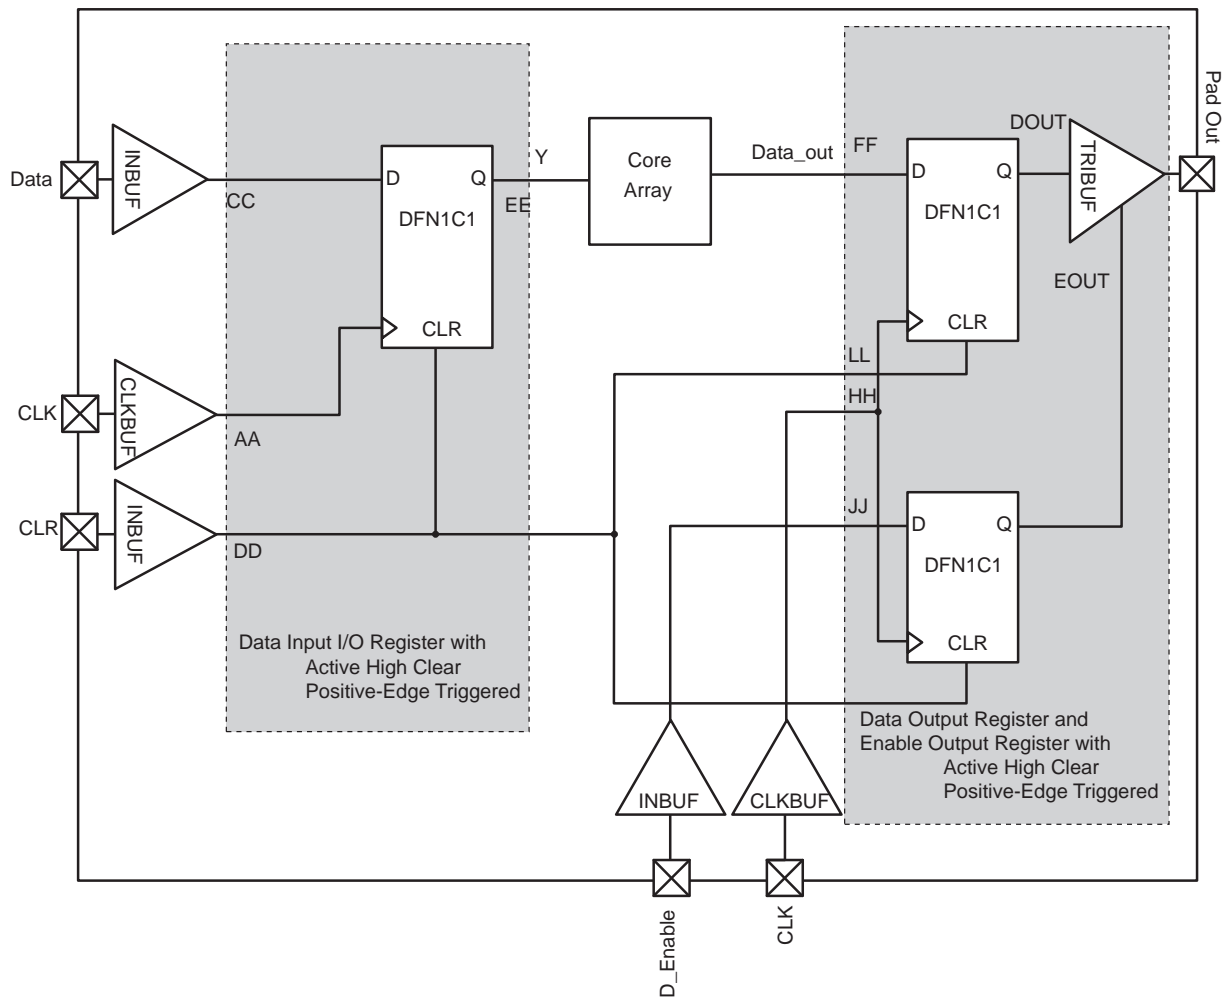 Data
INBUF
CC
D
Q
DFN1C1
CLR
Y
EE
Core
Array
Data_out
FF
D
Q
DFN1C1
CLR
DOUT
TRIBUF
Pad Out
EOUT
CLK
CLKBUF
AA
LL
HH
CLR
INBUF
DD
JJ
D
Q
DFN1C1
CLR
Data Input I/O Register with
Active High Clear
Positive-Edge Triggered
Data Output Register and
Enable Output Register with
Active High Clear
Positive-Edge Triggered
INBUF
CLKBUF
D_Enable
CLK